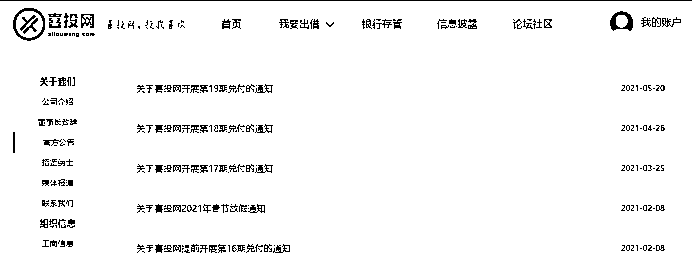 喜投网
xitouwang.com
喜投网，投我喜欢
首页
我要出借
银行存管
信息披露
论坛社区
我的账户
关于我们
公司介绍
官方公告
招贤纳士
媒体报道
联系我们
组织信息
工商信息
关于喜投网开展第19期兑付的通知 2021-05-20
关于喜投网开展第18期兑付的通知 2021-04-26
关于喜投网开展第17期兑付的通知 2021-03-25
关于喜投网2021年春节放假通知 2021-02-08
关于喜投网提前开展第16期兑付的通知 2021-02-08